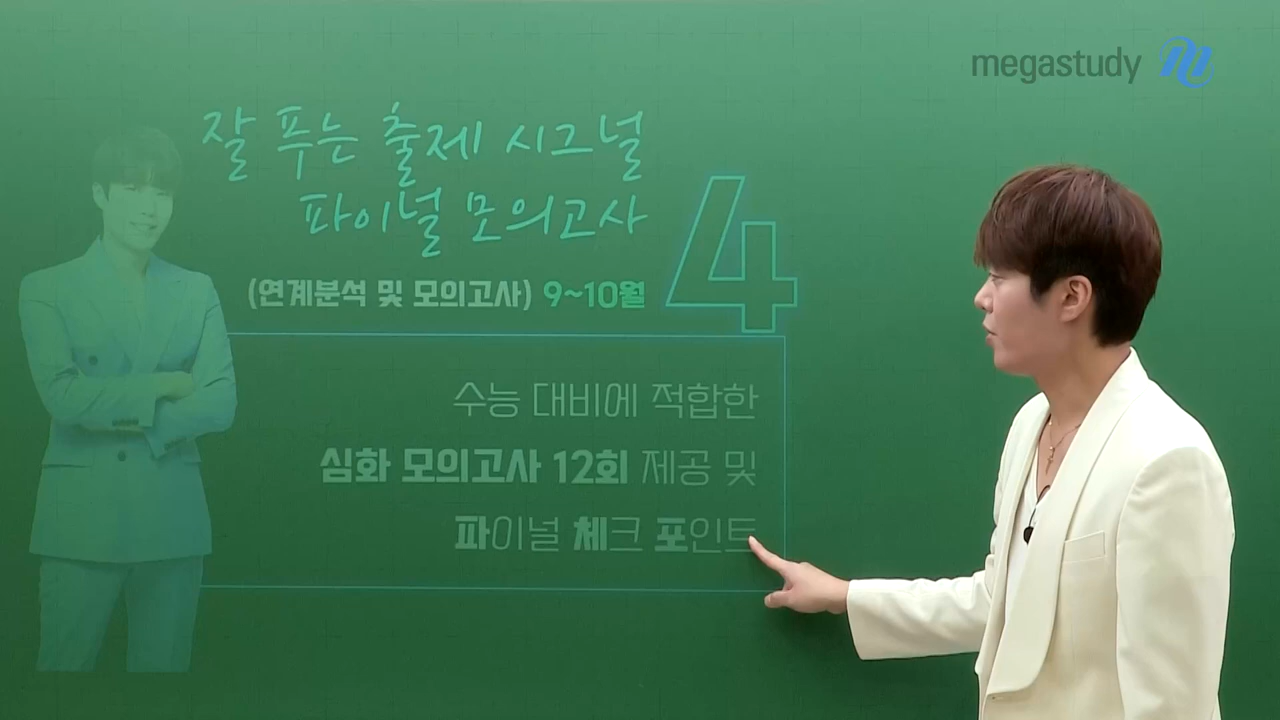 megastudy
잘 푸는 출제 시그널
파이널 모의고사
4
(연계분석 및 모의고사) 9~10월
수능 대비에 적합한
심화 모의고사 12회 제공 및
파이널 체크 포인트